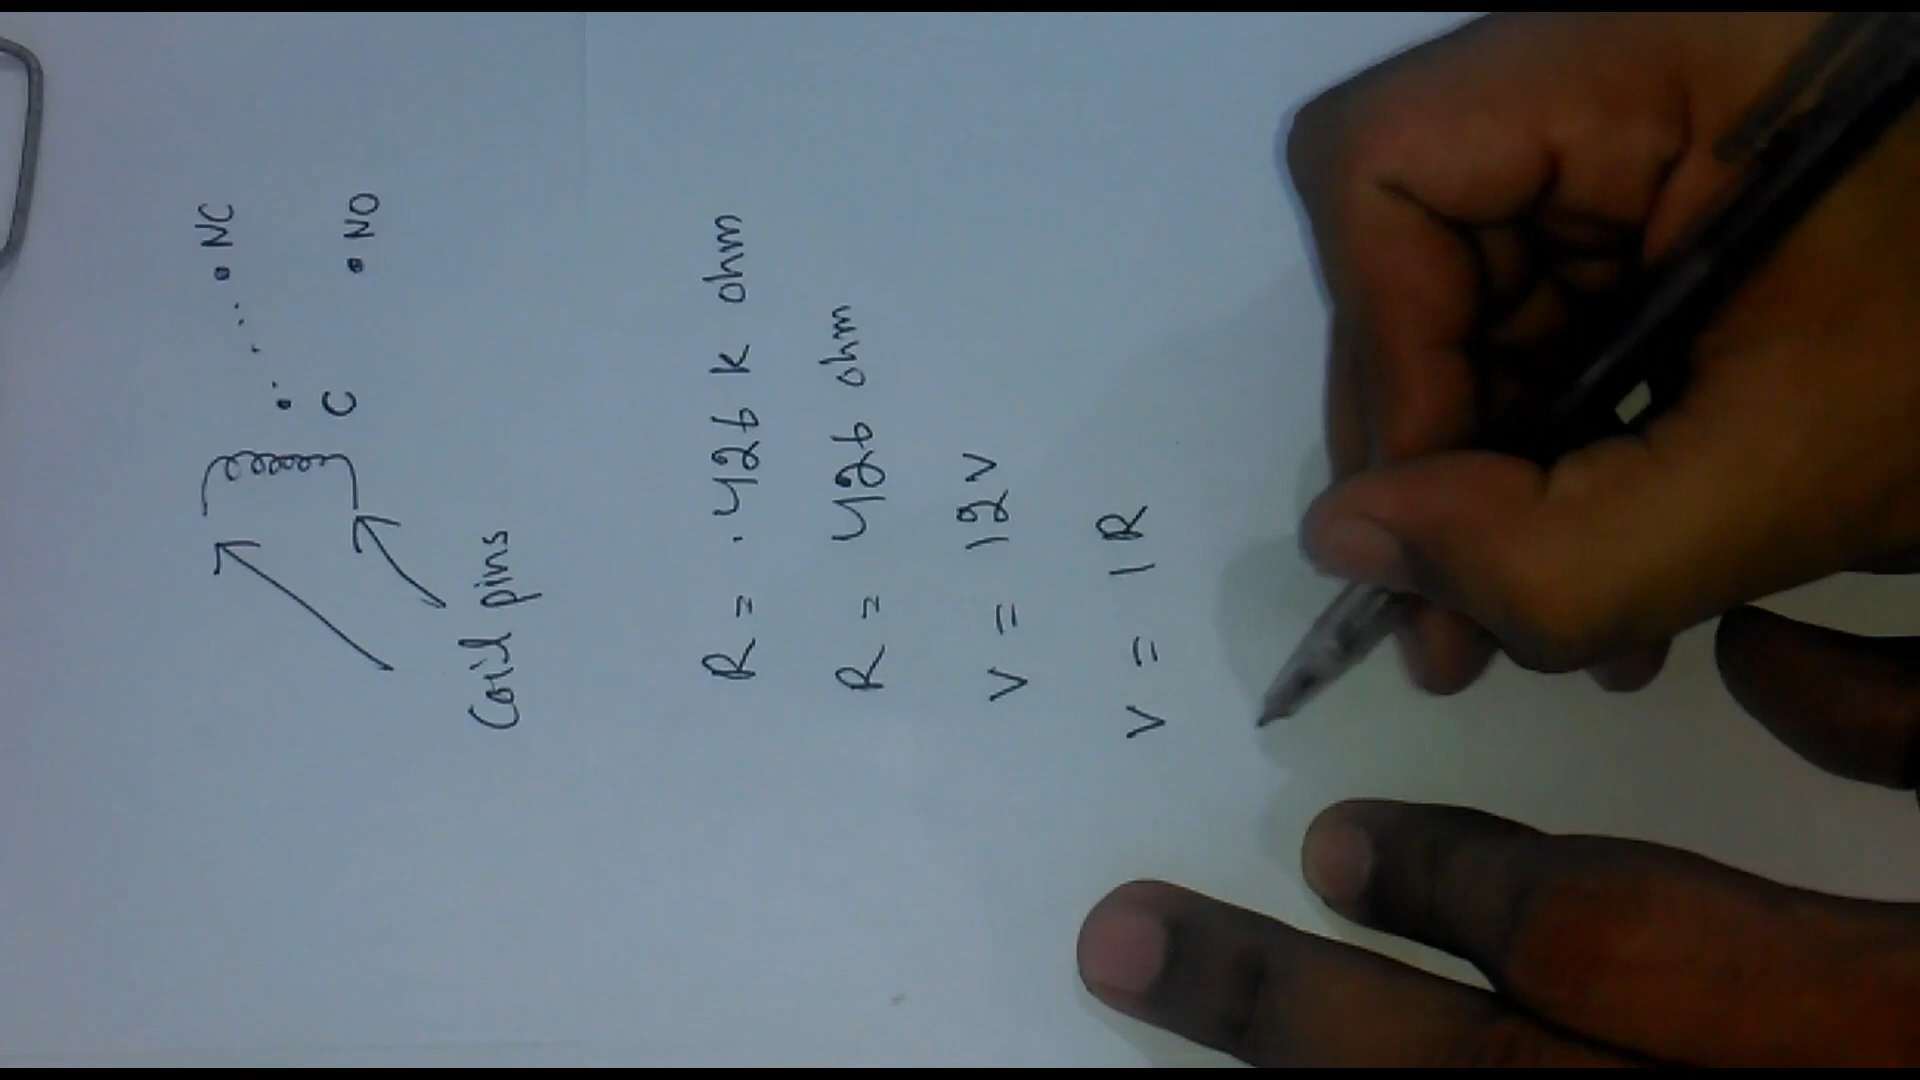 NC
NO
C
Coil pins
R = .426 K ohm
R = 426 ohm
V = 12V
V = IR